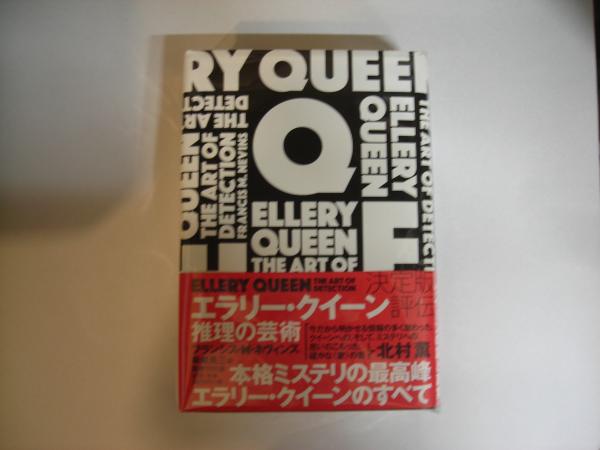 ERY QUEEN
THE ART OF
DETECT
QUEEN
THE ART OF
DETECTION
FRANCIS M. NEVINS
Q
ELLERY
QUEEN
THE ART OF DETECTI
ELLERY
QUEEN
THE ART OF
ELLERY QUEEN THE ART OF
DETECTION
決定版
評伝
エラリー・クイーン
推理の芸術
フランシス・M・ネヴィンズ
北村薫
本格ミステリの最高峰
エラリー・クイーンのすべて